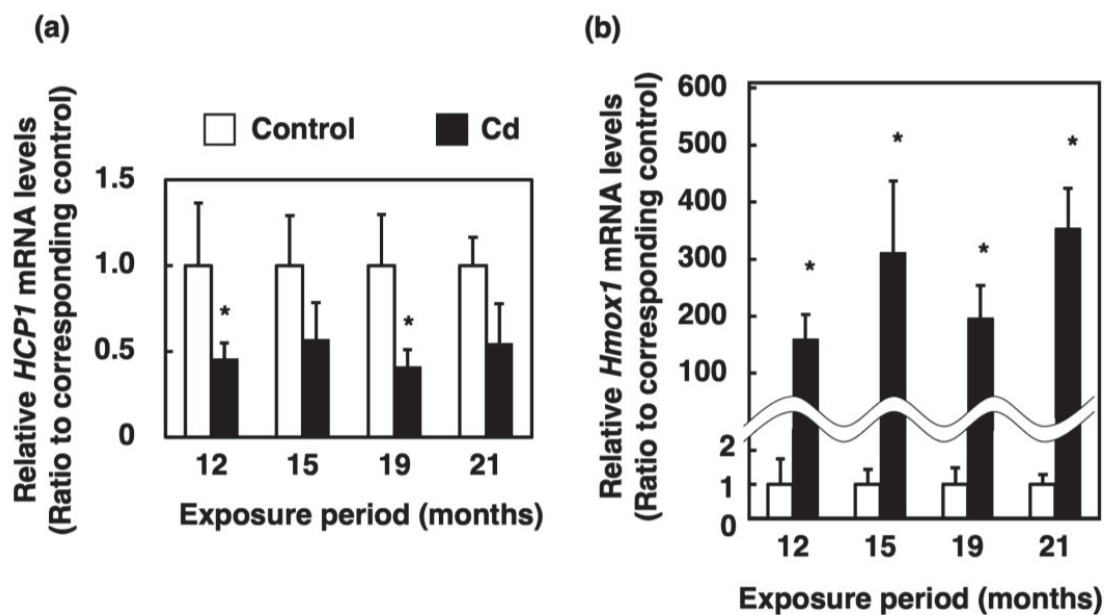 (a)
Control
Cd
Relative HCP1 mRNA levels
(Ratio to corresponding control)
1.5
1.0
0.5
0
*
*
12 15 19 21
Exposure period (months)
(b)
Relative Hmox1 mRNA levels
(Ratio to corresponding control)
600
500
400
300
200
100
2
1
0
*
*
*
*
12 15 19 21
Exposure period (months)